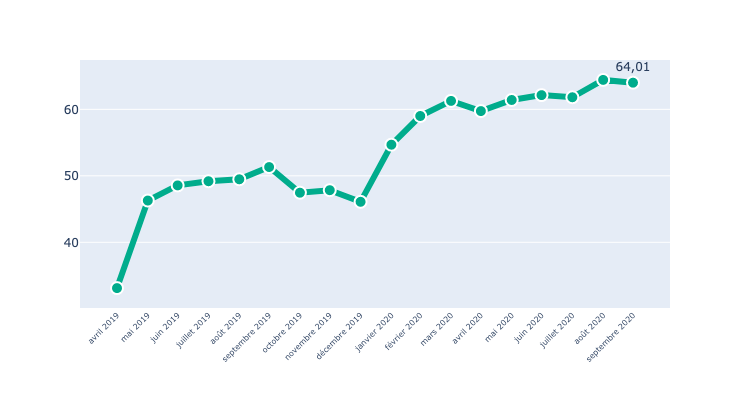 64,01
60
50
40
avril 2019
mai 2019
juin 2019
juillet 2019
août 2019
septembre 2019
octobre 2019
novembre 2019
décembre 2019
janvier 2020
février 2020
mars 2020
avril 2020
mai 2020
juin 2020
juillet 2020
août 2020
septembre 2020